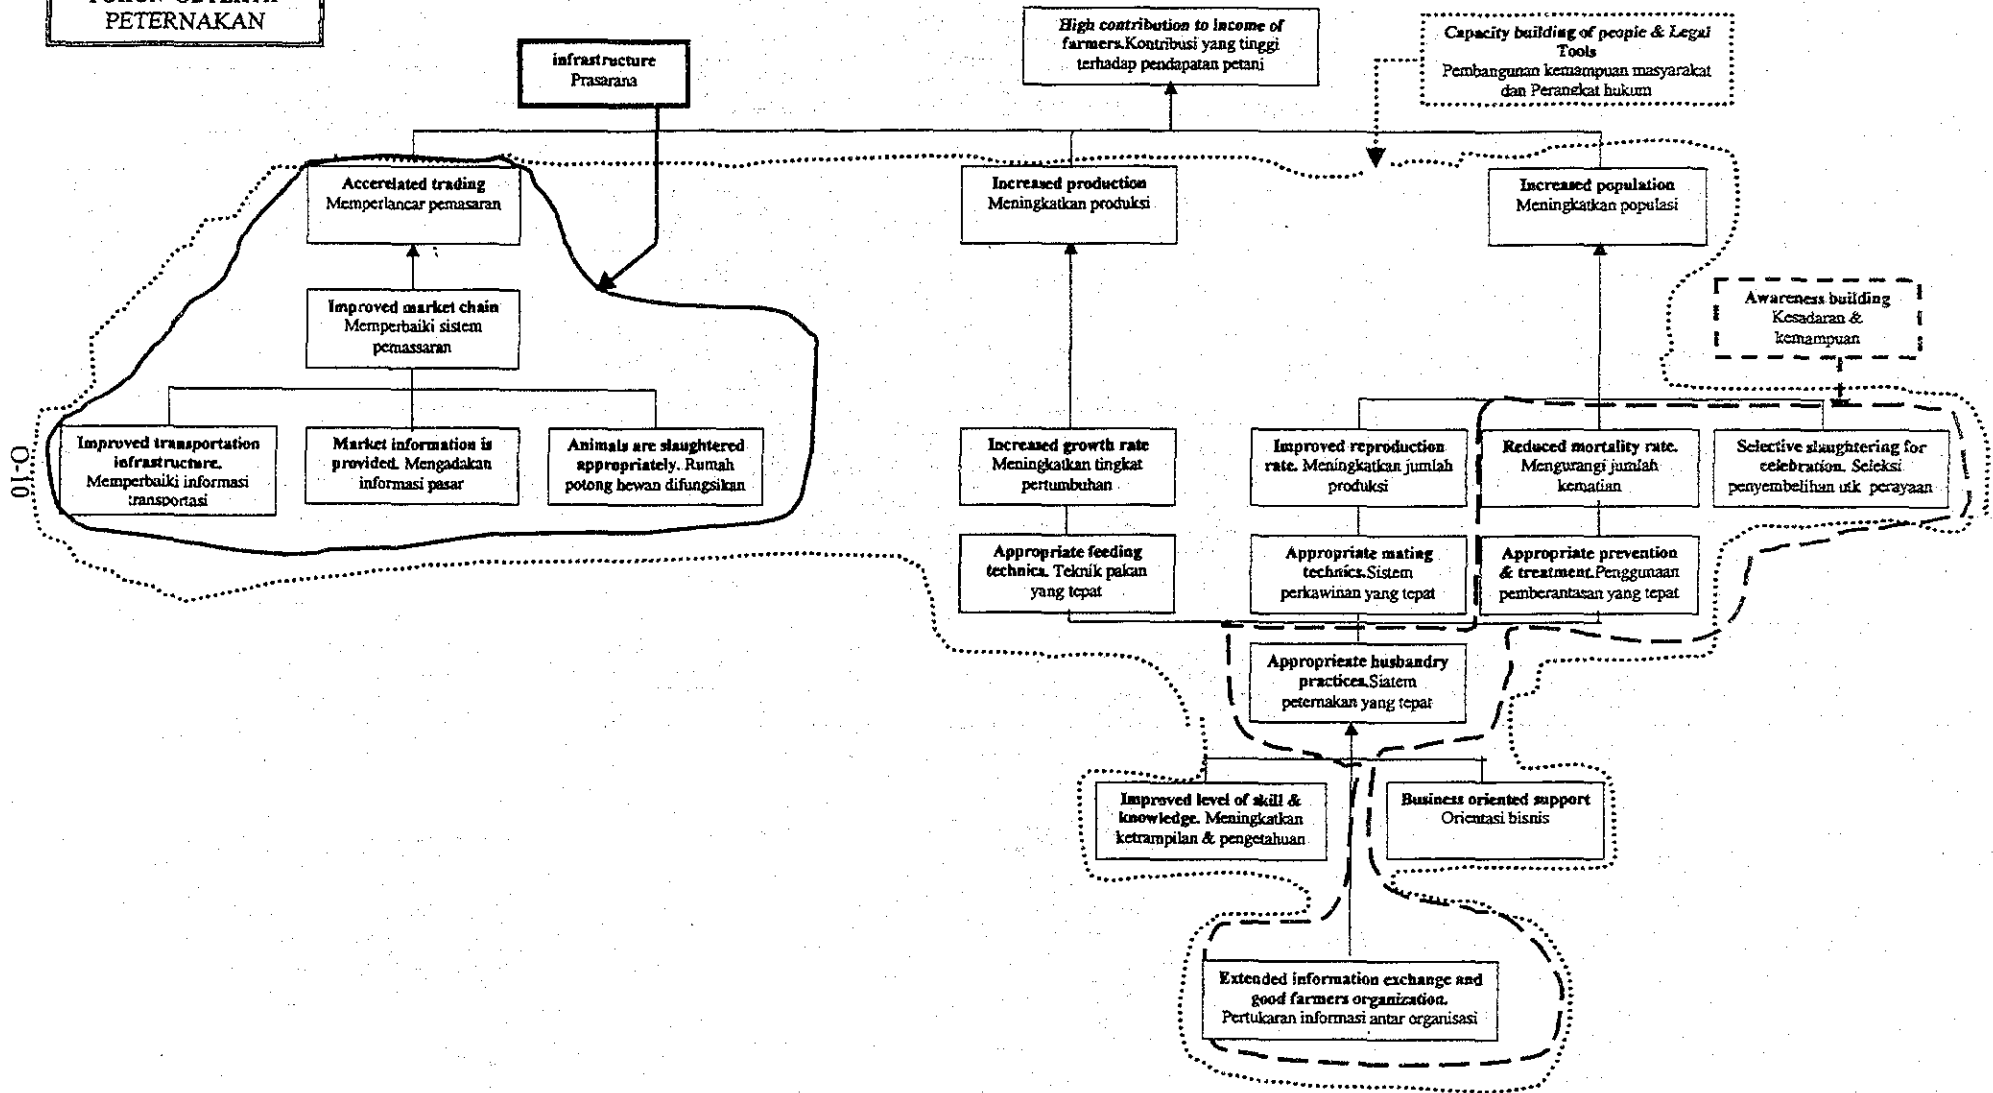 PETERNAKAN
infrastructure
Prasarana
High contribution to income of
farmers.Kontribusi yang tinggi
terhadap pendapatan petani
Capacity building of people & Legal
Tools
Pembangunan kemampuan masyarakat
dan Perangkat hukum
Accerelated trading
Memperlancar pemasaran
Increased production
Meningkatkan produksi
Increased population
Meningkatkan populasi
Improved market chain
Memperbaiki sistem
pemassaran
Awareness building
Kesadaran &
kemampuan
Improved transportation
infrastructure.
Memperbaiki informasi
transportasi
Market information is
provided. Mengadakan
informasi pasar
Animals are slaughtered
appropriately. Rumah
potong hewan difungsikan
Increased growth rate
Meningkatkan tingkat
pertumbuhan
Improved reproduction
rate. Meningkatkan jumlah
produksi
Reduced mortality rate.
Mengurangi jumlah
kematian
Selective slaughtering for
celebration. Seleksi
penyembelihan utk perayaan
O-10
Appropriate feeding
technics. Teknik pakan
yang tepat
Appropriate mating
technics.Sistem
perkawinan yang tepat
Appropriate prevention
& treatment.Penggunaan
pemberantasan yang tepat
Approprieate husbandry
practices.Siatem
peternakan yang tepat
Improved level of skill &
knowledge. Meningkatkan
ketrampilan & pengetahuan
Business oriented support
Orientasi bisnis
Extended information exchange and
good farmers organization.
Pertukaran informasi antar organisasi